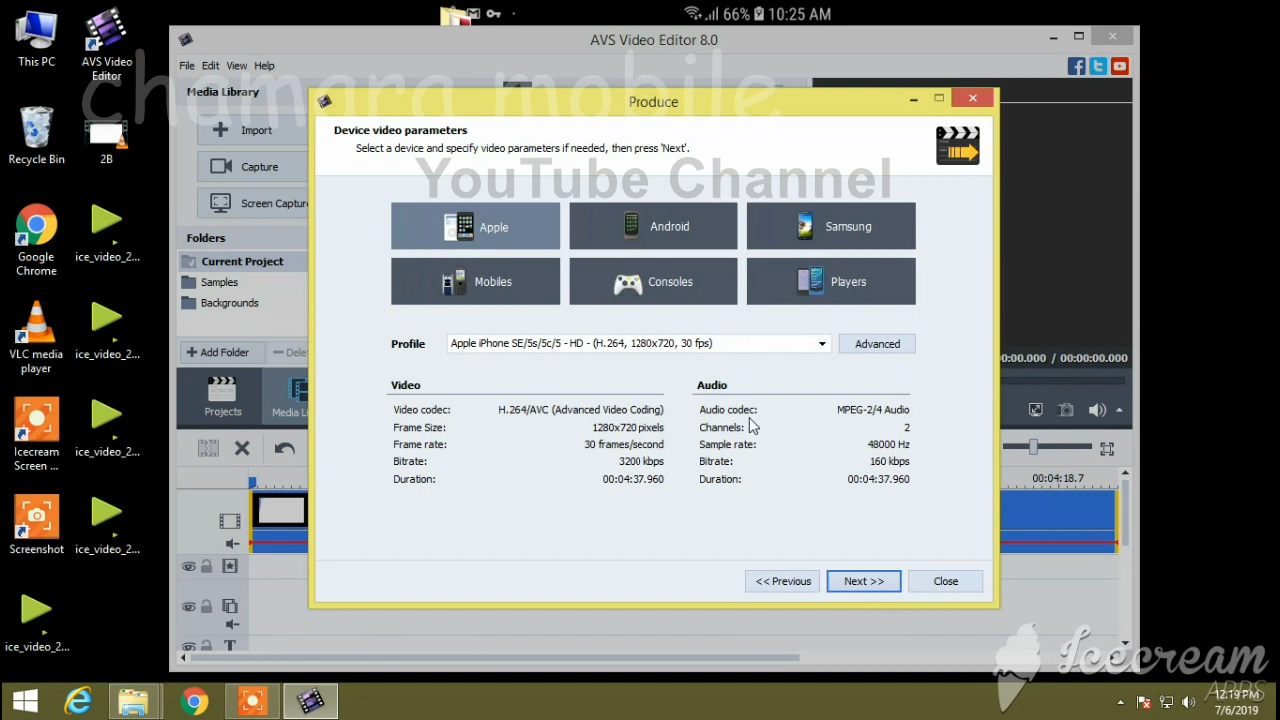 66% 10:25 AM
AVS Video Editor 8.0
This PC
AVS Video
Editor
Recycle Bin
2B
Google
Chrome
ice_video_2...
VLC media
player
ice_video_2...
Icecream
Screen ...
ice_video_2...
Screenshot
ice_video_2...
ice_video_2...
File Edit View Help
chamara mobile
YouTube Channel
Media Library
Import
Capture
Screen Capture
Folders
Current Project
Samples
Backgrounds
+ Add Folder
Projects
Produce
Device video parameters
Select a device and specify video parameters if needed, then press 'Next'.
Apple
Android
Samsung
Mobiles
Consoles
Players
Profile
Apple iPhone SE/5s/5c/5 - HD - (H.264, 1280x720, 30 fps)
Advanced
Video
Video codec: H.264/AVC (Advanced Video Coding)
Frame Size: 1280x720 pixels
Frame rate: 30 frames/second
Bitrate: 3200 kbps
Duration: 00:04:37.960
Audio
Audio codec: MPEG-2/4 Audio
Channels: 2
Sample rate: 48000 Hz
Bitrate: 160 kbps
Duration: 00:04:37.960
<< Previous
Next >>
Close
00:00.000 / 00:00:00.000
00:04:18.7
Icecream
APPS
12:19 PM
7/6/2019